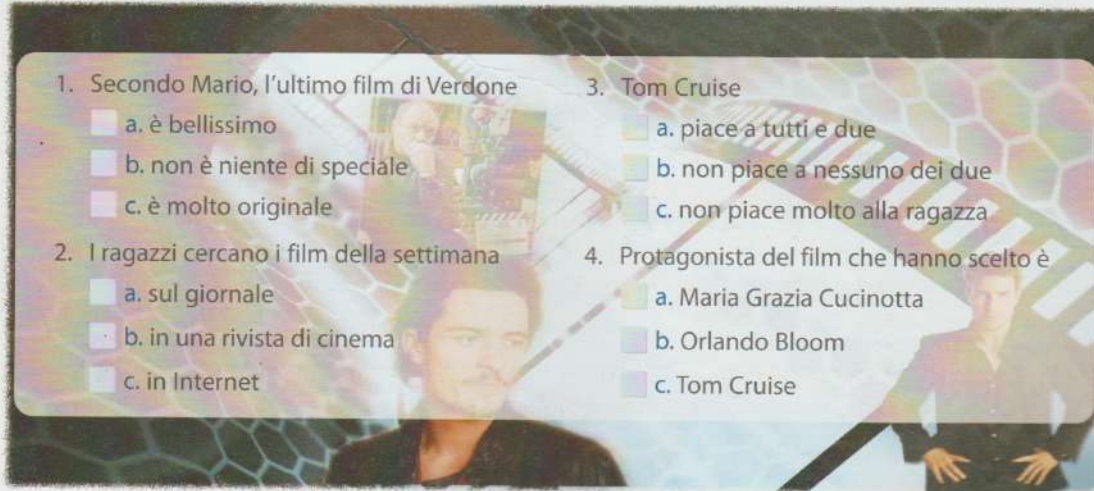 1. Secondo Mario, l'ultimo film di Verdone
a. è bellissimo
b. non è niente di speciale
c. è molto originale
2. I ragazzi cercano i film della settimana
a. sul giornale
b. in una rivista di cinema
c. in Internet
3. Tom Cruise
a. piace a tutti e due
b. non piace a nessuno dei due
c. non piace molto alla ragazza
4. Protagonista del film che hanno scelto è
a. Maria Grazia Cucinotta
b. Orlando Bloom
c. Tom Cruise